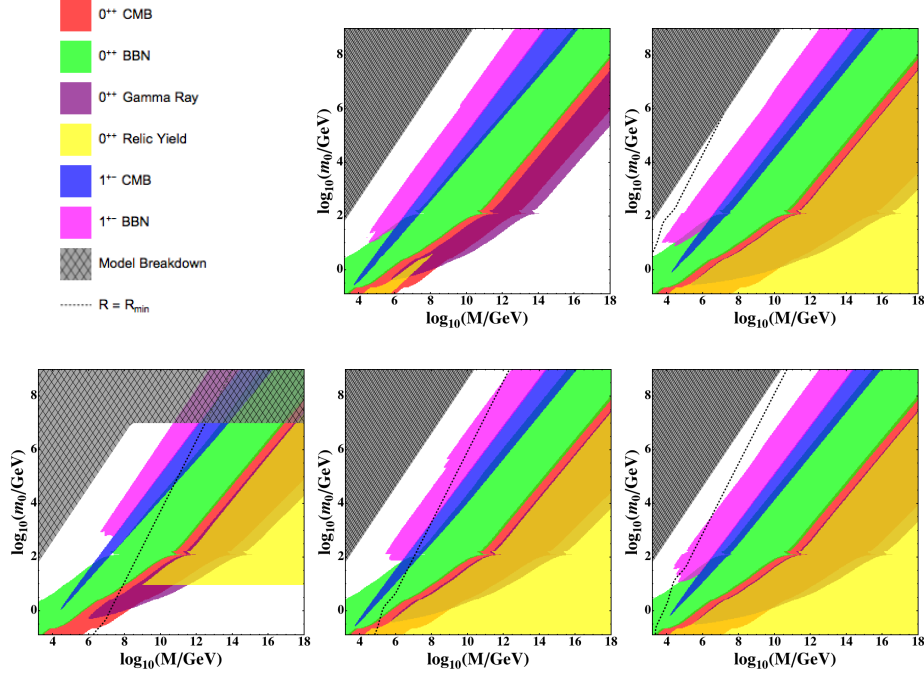 0⁺⁺ CMB
0⁺⁺ BBN
0⁺⁺ Gamma Ray
0⁺⁺ Relic Yield
1⁺⁻ CMB
1⁺⁻ BBN
Model Breakdown
R = R_min
log₁₀(m₀/GeV)
6
4
2
0
4 6 8 10 12 14 16 18
log₁₀(M/GeV)
log₁₀(m₀/GeV)
6
4
2
0
4 6 8 10 12 14 16 18
log₁₀(M/GeV)
log₁₀(m₀/GeV)
6
4
2
0
4 6 8 10 12 14 16 18
log₁₀(M/GeV)
log₁₀(m₀/GeV)
6
4
2
0
4 6 8 10 12 14 16 18
log₁₀(M/GeV)
log₁₀(m₀/GeV)
6
4
2
0
4 6 8 10 12 14 16 18
log₁₀(M/GeV)